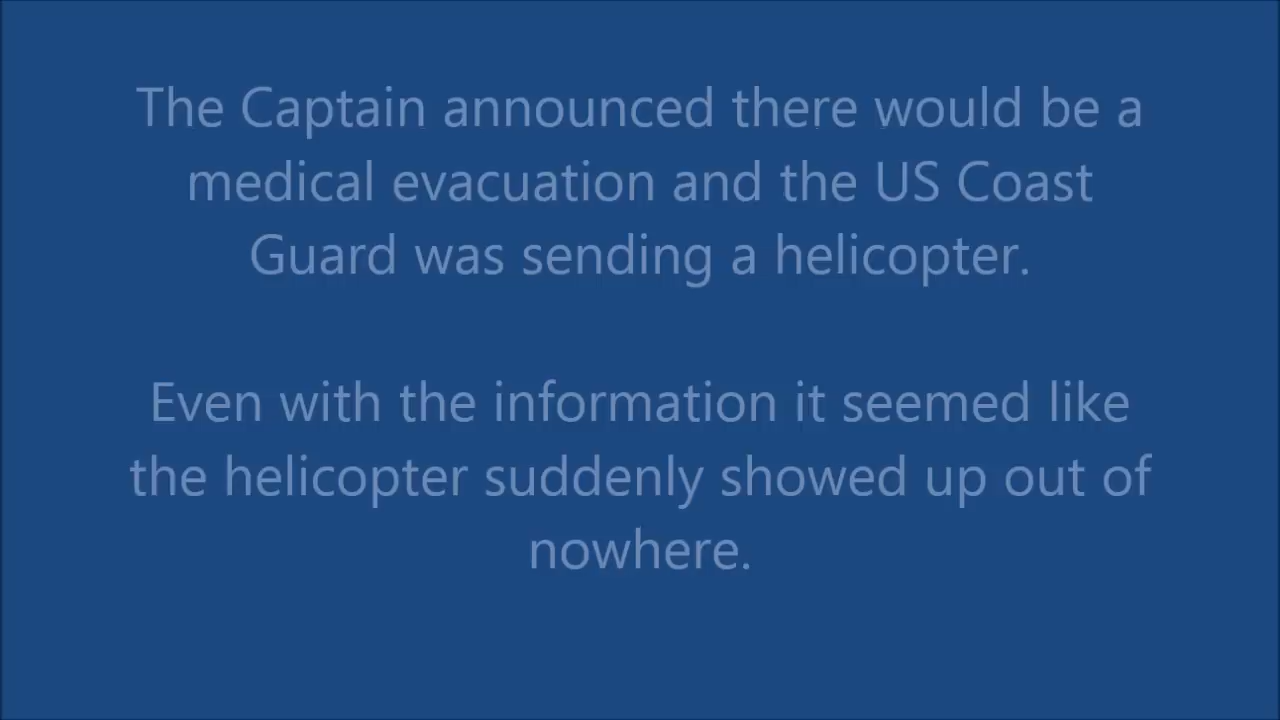 The Captain announced there would be a
medical evacuation and the US Coast
Guard was sending a helicopter.
Even with the information it seemed like
the helicopter suddenly showed up out of
nowhere.